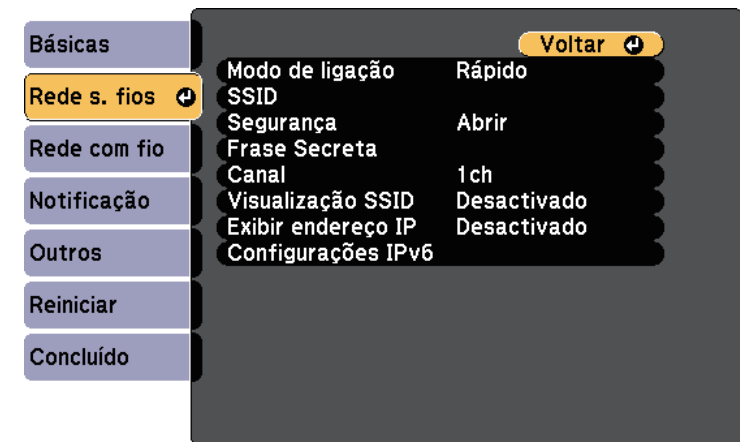 Básicas
Rede s. fios
Rede com fio
Notificação
Outros
Reiniciar
Concluído
Voltar
Modo de ligação Rápido
SSID
Segurança Abrir
Frase Secreta
Canal 1ch
Visualização SSID Desactivado
Exibir endereço IP Desactivado
Configurações IPv6